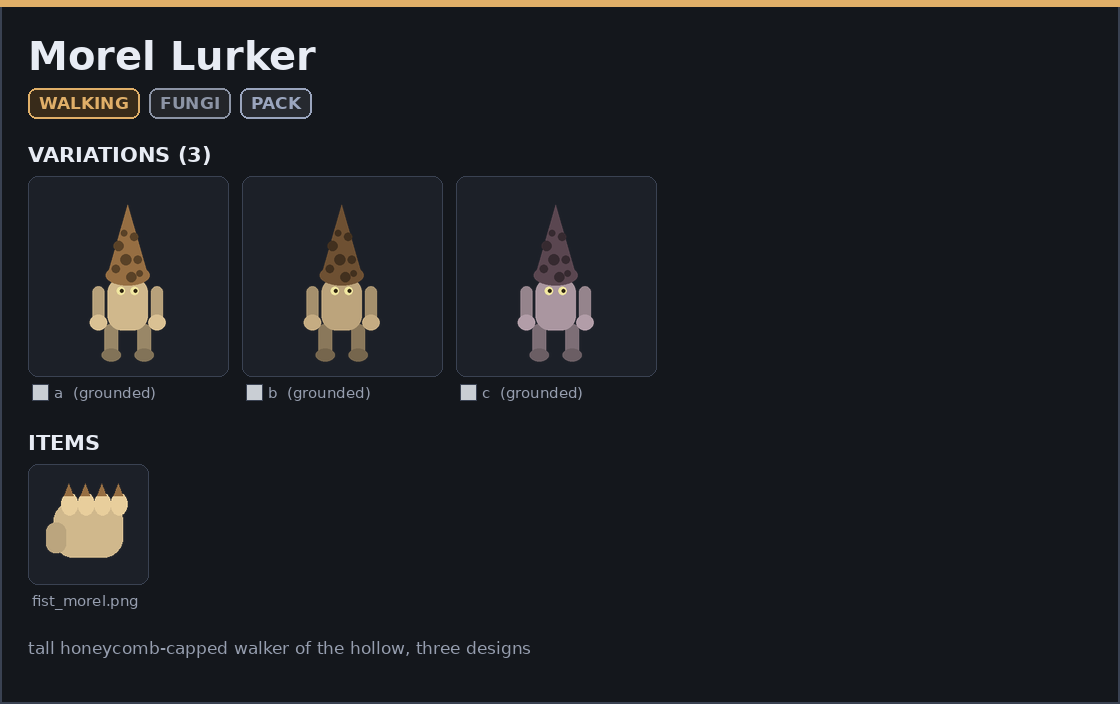 Morel Lurker
WALKING FUNGI PACK
VARIATIONS (3)
a (grounded) b (grounded) c (grounded)
ITEMS
fist_morel.png
tall honeycomb-capped walker of the hollow, three designs